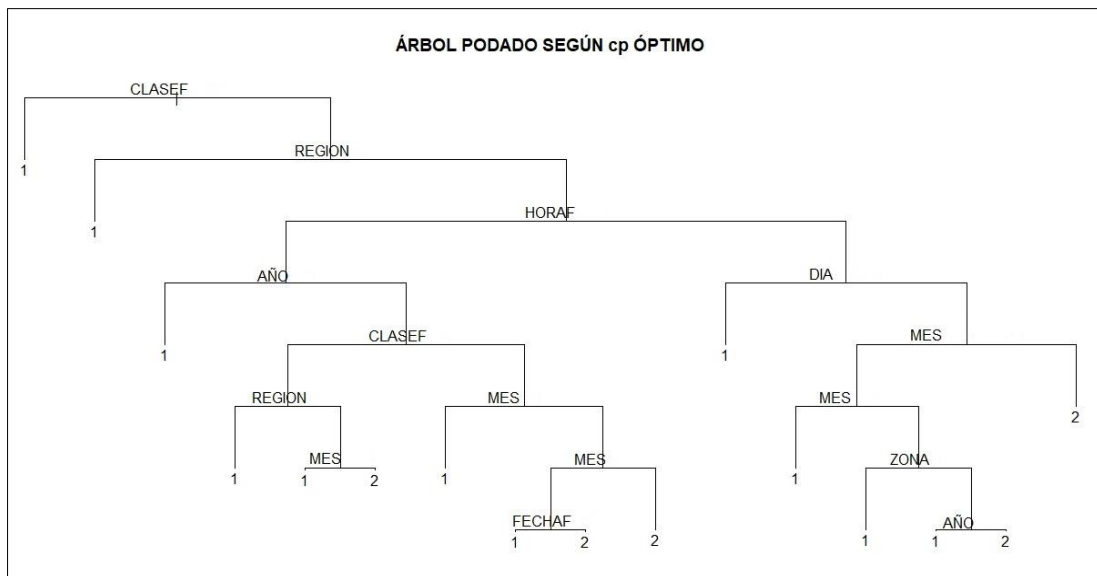 ÁRBOL PODADO SEGÚN cp ÓPTIMO
CLASEF
REGION
1
HORAF
1
AÑO DIA
CLASEF MES
1 1
REGION MES MES
2
MES MES ZONA
1 1 2 1 1
FECHAF AÑO
1 2 2 1 1 2